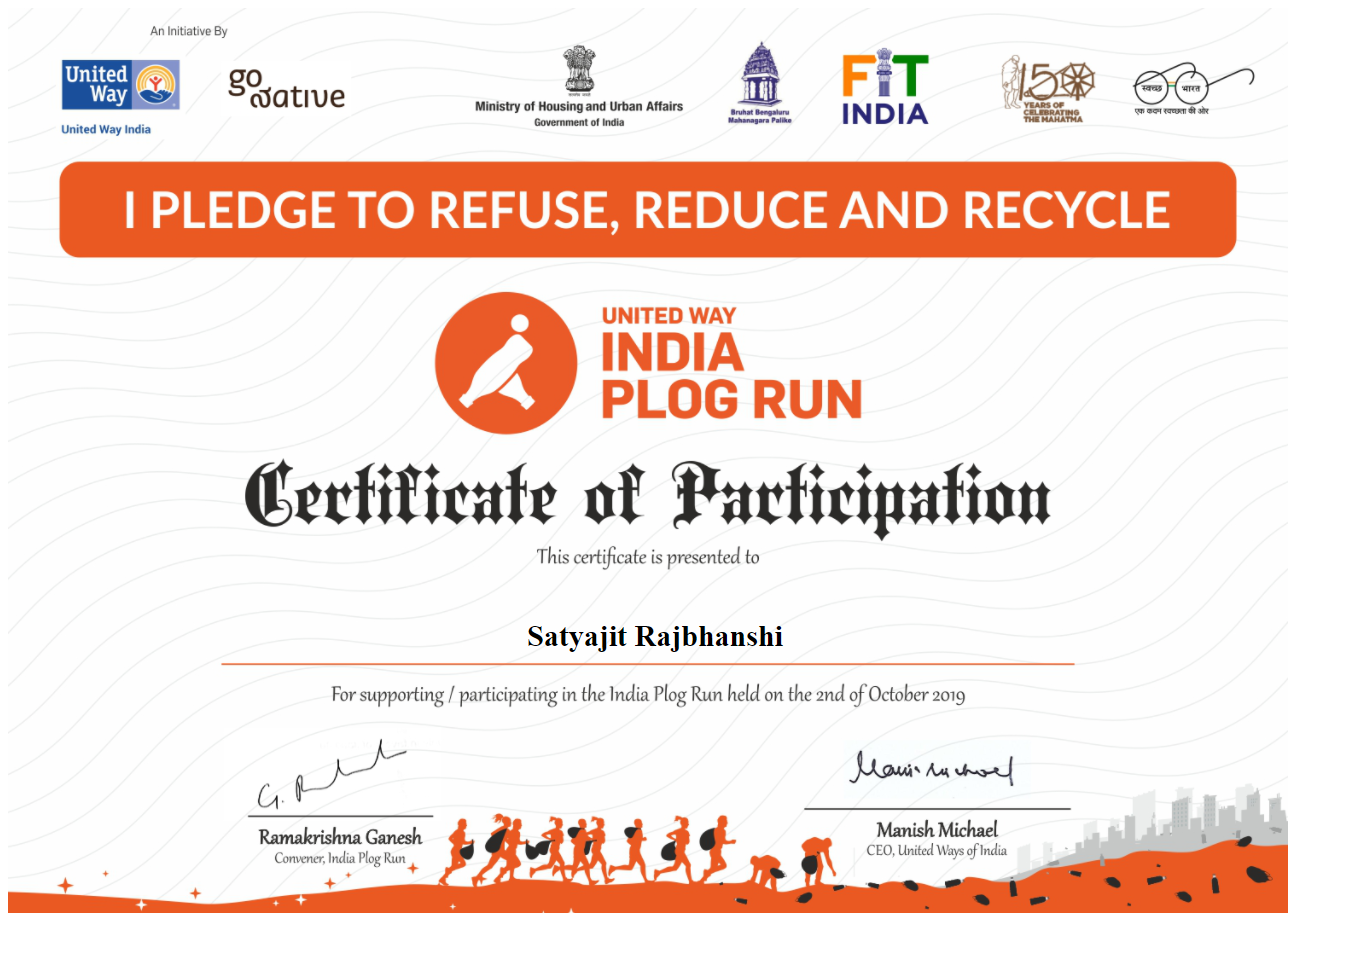 An Initiative By
United Way
United Way India
go native
Ministry of Housing and Urban Affairs
Government of India
Bruhat Bengaluru
Mahanagara Palike
FIT
INDIA
150
YEARS OF
CELEBRATING
THE MAHATMA
स्वच्छ भारत
एक कदम स्वच्छता की ओर
I PLEDGE TO REFUSE, REDUCE AND RECYCLE
UNITED WAY
INDIA
PLOG RUN
Certificate of Participation
This certificate is presented to
Satyajit Rajbhanshi
For supporting / participating in the India Plog Run held on the 2nd of October 2019
Manish Michael
Ramakrishna Ganesh
Convener, India Plog Run
Manish Michael
CEO, United Ways of India